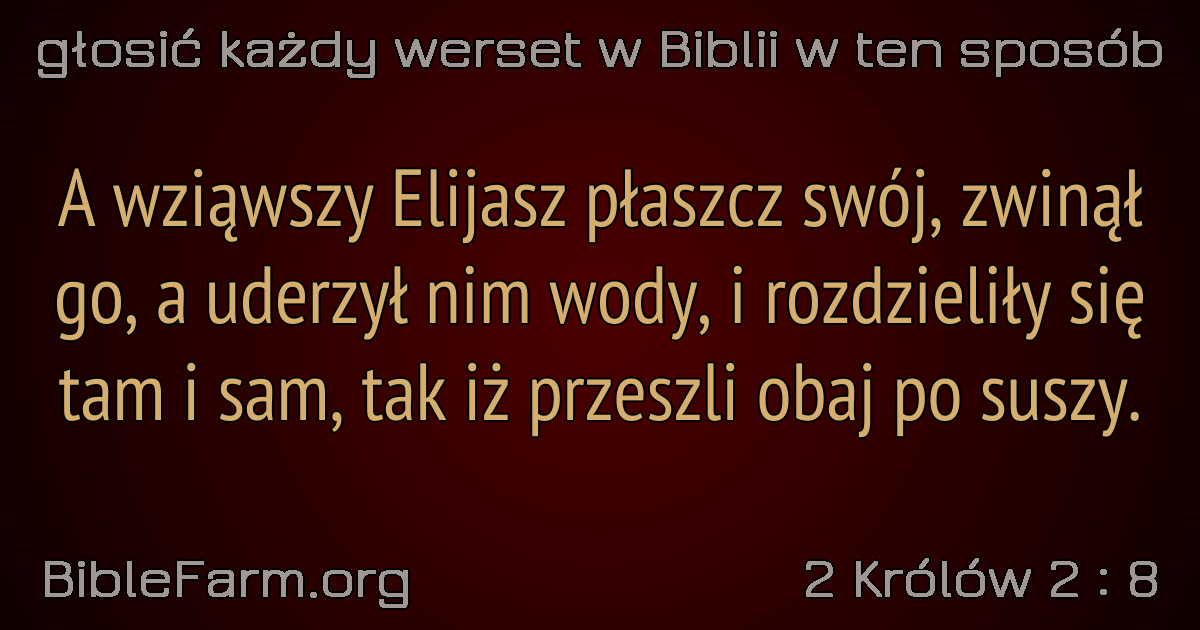 głosić każdy werset w Biblii w ten sposób
A wziąwszy Elijasz płaszcz swój, zwinął
go, a uderzył nim wody, i rozdzieliły się
tam i sam, tak iż przeszli obaj po suszy.
BibleFarm.org
2 Królów 2 : 8